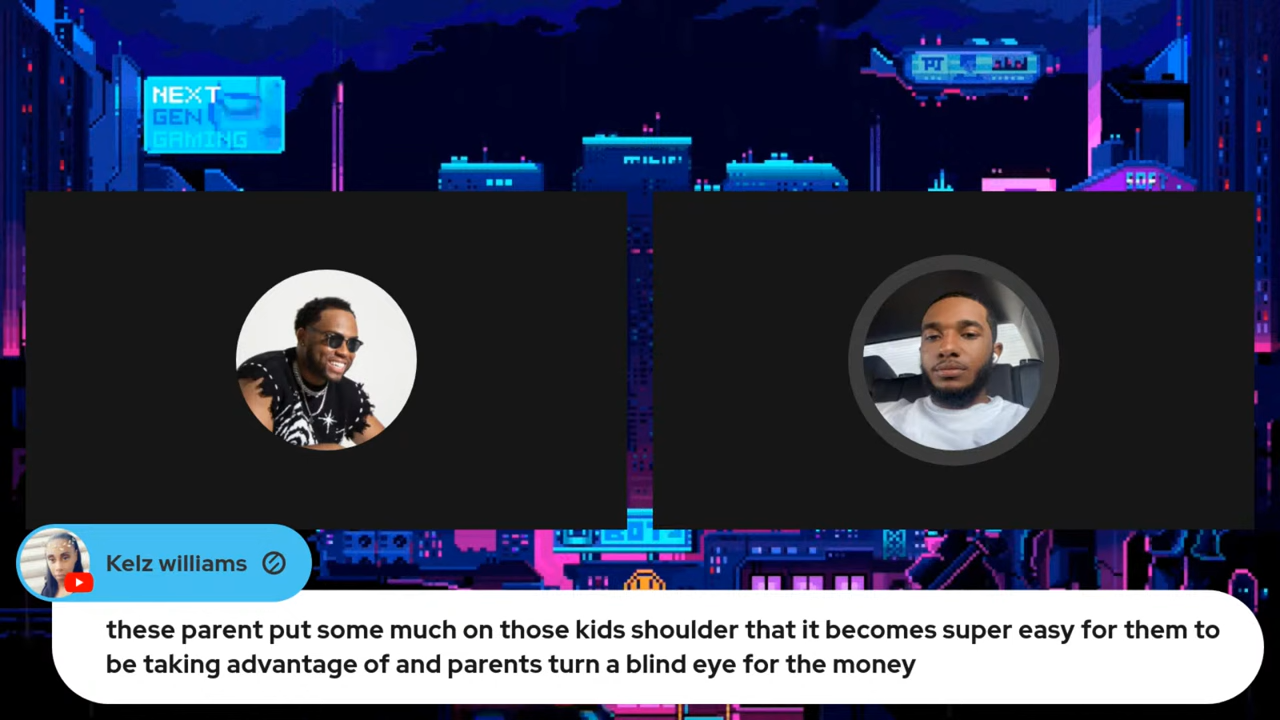 NEXT
GEN
GAMING
Kelz williams
these parent put some much on those kids shoulder that it becomes super easy for them to
be taking advantage of and parents turn a blind eye for the money